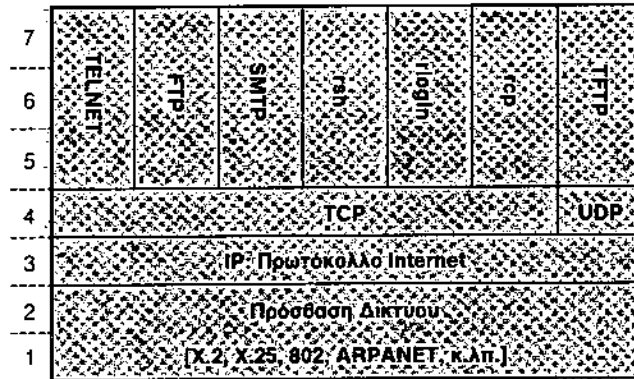 7
6
5
4
3
2
1
TELNET
FTP
SMTP
rsh
rlogin
rcp
TFTP
TCP
UDP
IP Πρωτόκολλο Internet
Πρόσβαση Δικτύου
[X.2, X.25, 802, ARPANET, κ.λπ.]